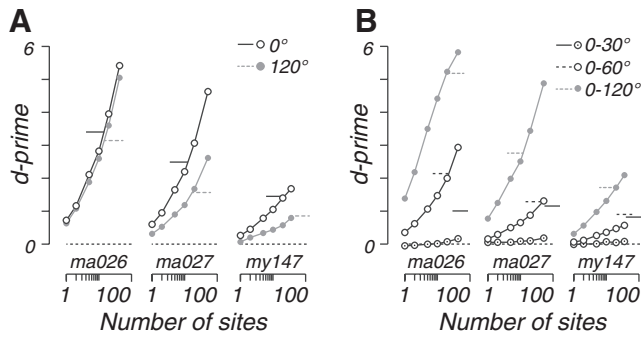 A
B
6
0° 
120°
d-prime
0
ma026 ma027 my147
1 100 1 100 1 100
Number of sites
6
0-30°
0-60°
0-120°
d-prime
0
ma026 ma027 my147
1 100 1 100 1 100
Number of sites